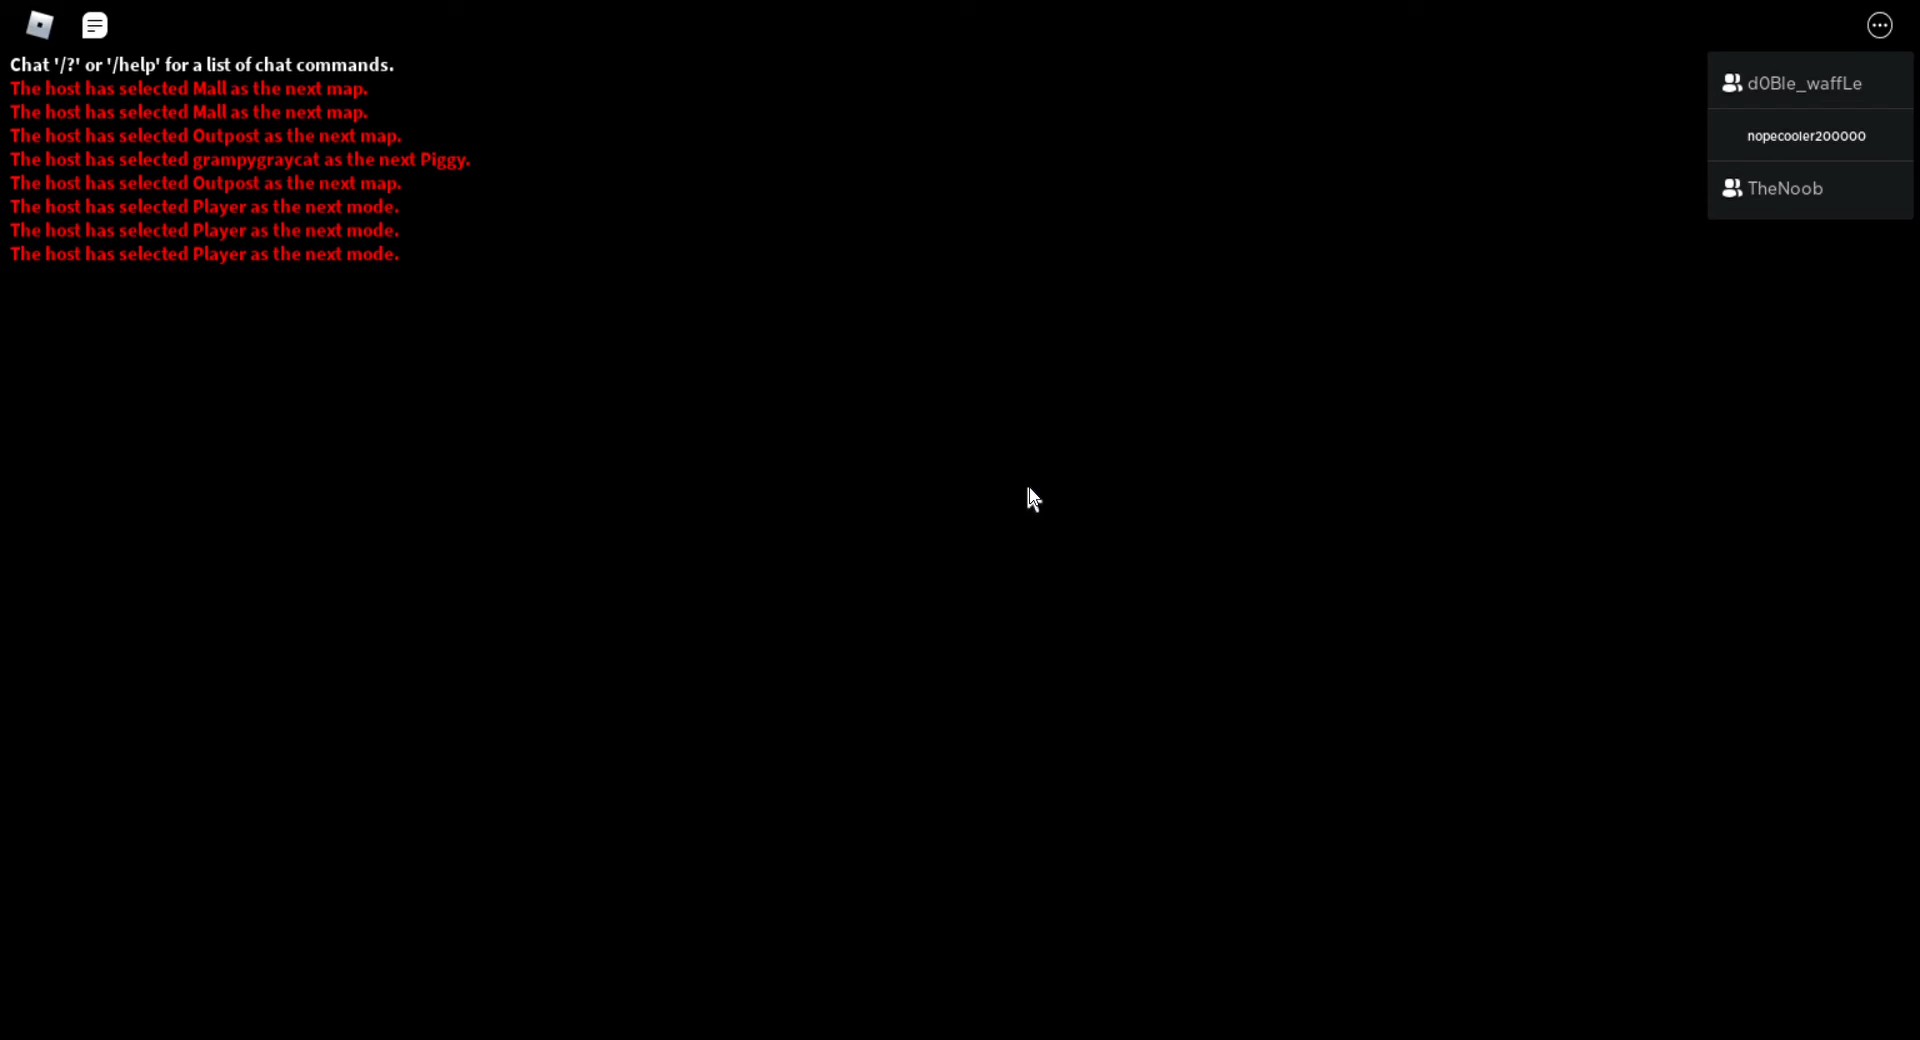 Chat '/?' or '/help' for a list of chat commands.
The host has selected Mall as the next map.
The host has selected Mall as the next map.
The host has selected Outpost as the next map.
The host has selected grampygraycat as the next Piggy.
The host has selected Outpost as the next map.
The host has selected Player as the next mode.
The host has selected Player as the next mode.
The host has selected Player as the next mode.
d0Ble_waffLe
nopecooler200000
TheNoob